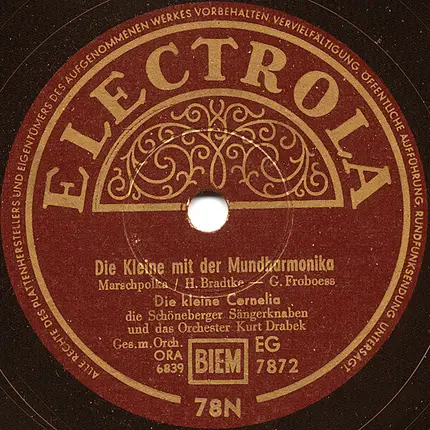 ALLE RECHTE DES PLATTENHERSTELLERS UND EIGENTÜMERS DES AUFGENOMMENEN WERKES VORBEHALTEN VERVIELFÄLTIGUNG, ÖFFENTLICHE AUFFÜHRUNG, RUNDFUNKSENDUNG UNTERSAGT.
ELECTROLA
Die Kleine mit der Mundharmonika
Marschpolka / H. Bradtke — G. Froboess
Die kleine Cornelia
die Schöneberger Sängerknaben
und das Orchester Kurt Drabek
Ges. m. Orch. BIEM EG
ORA 7872
6839
78N